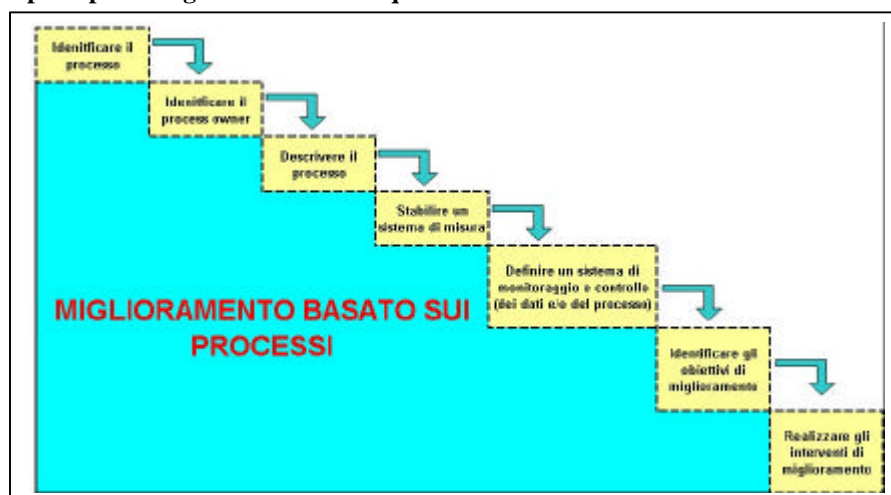 Identificare il
processo
Identificare il
process owner
Descrivere il
processo
Stabilire un
sistema di misura
Definire un sistema di
monitoraggio e controllo
(dei dati e/o del processo)
MIGLIORAMENTO BASATO SUI
PROCESSI
Identificare gli
obiettivi di
miglioramento
Realizzare gli
interventi di
miglioramento